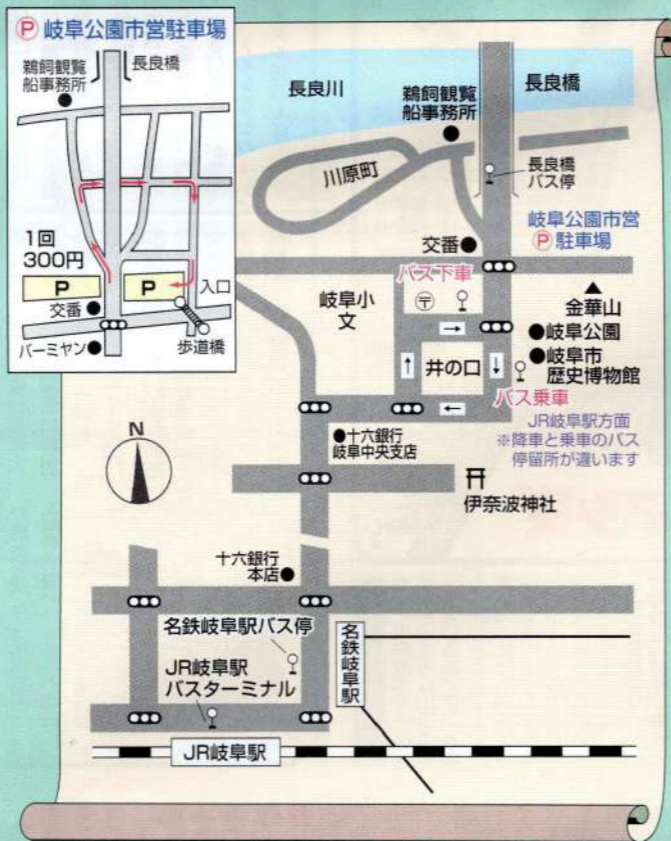 P 岐阜公園市営駐車場
鵜飼観覧
船事務所
長良橋
1回
300円
P
P
入口
交番
バーミヤン
歩道橋
長良川
鵜飼観覧
船事務所
長良橋
川原町
長良橋
バス停
岐阜公園市営
P 駐車場
交番
バス下車
〒
岐阜小
文
金華山
岐阜公園
岐阜市
歴史博物館
井の口
バス乗車
JR岐阜駅方面
※降車と乗車のバス
停留所が違います
十六銀行
岐阜中央支店
N
伊奈波神社
十六銀行
本店
名鉄岐阜駅バス停
名鉄岐阜駅
JR岐阜駅
バスターミナル
JR岐阜駅